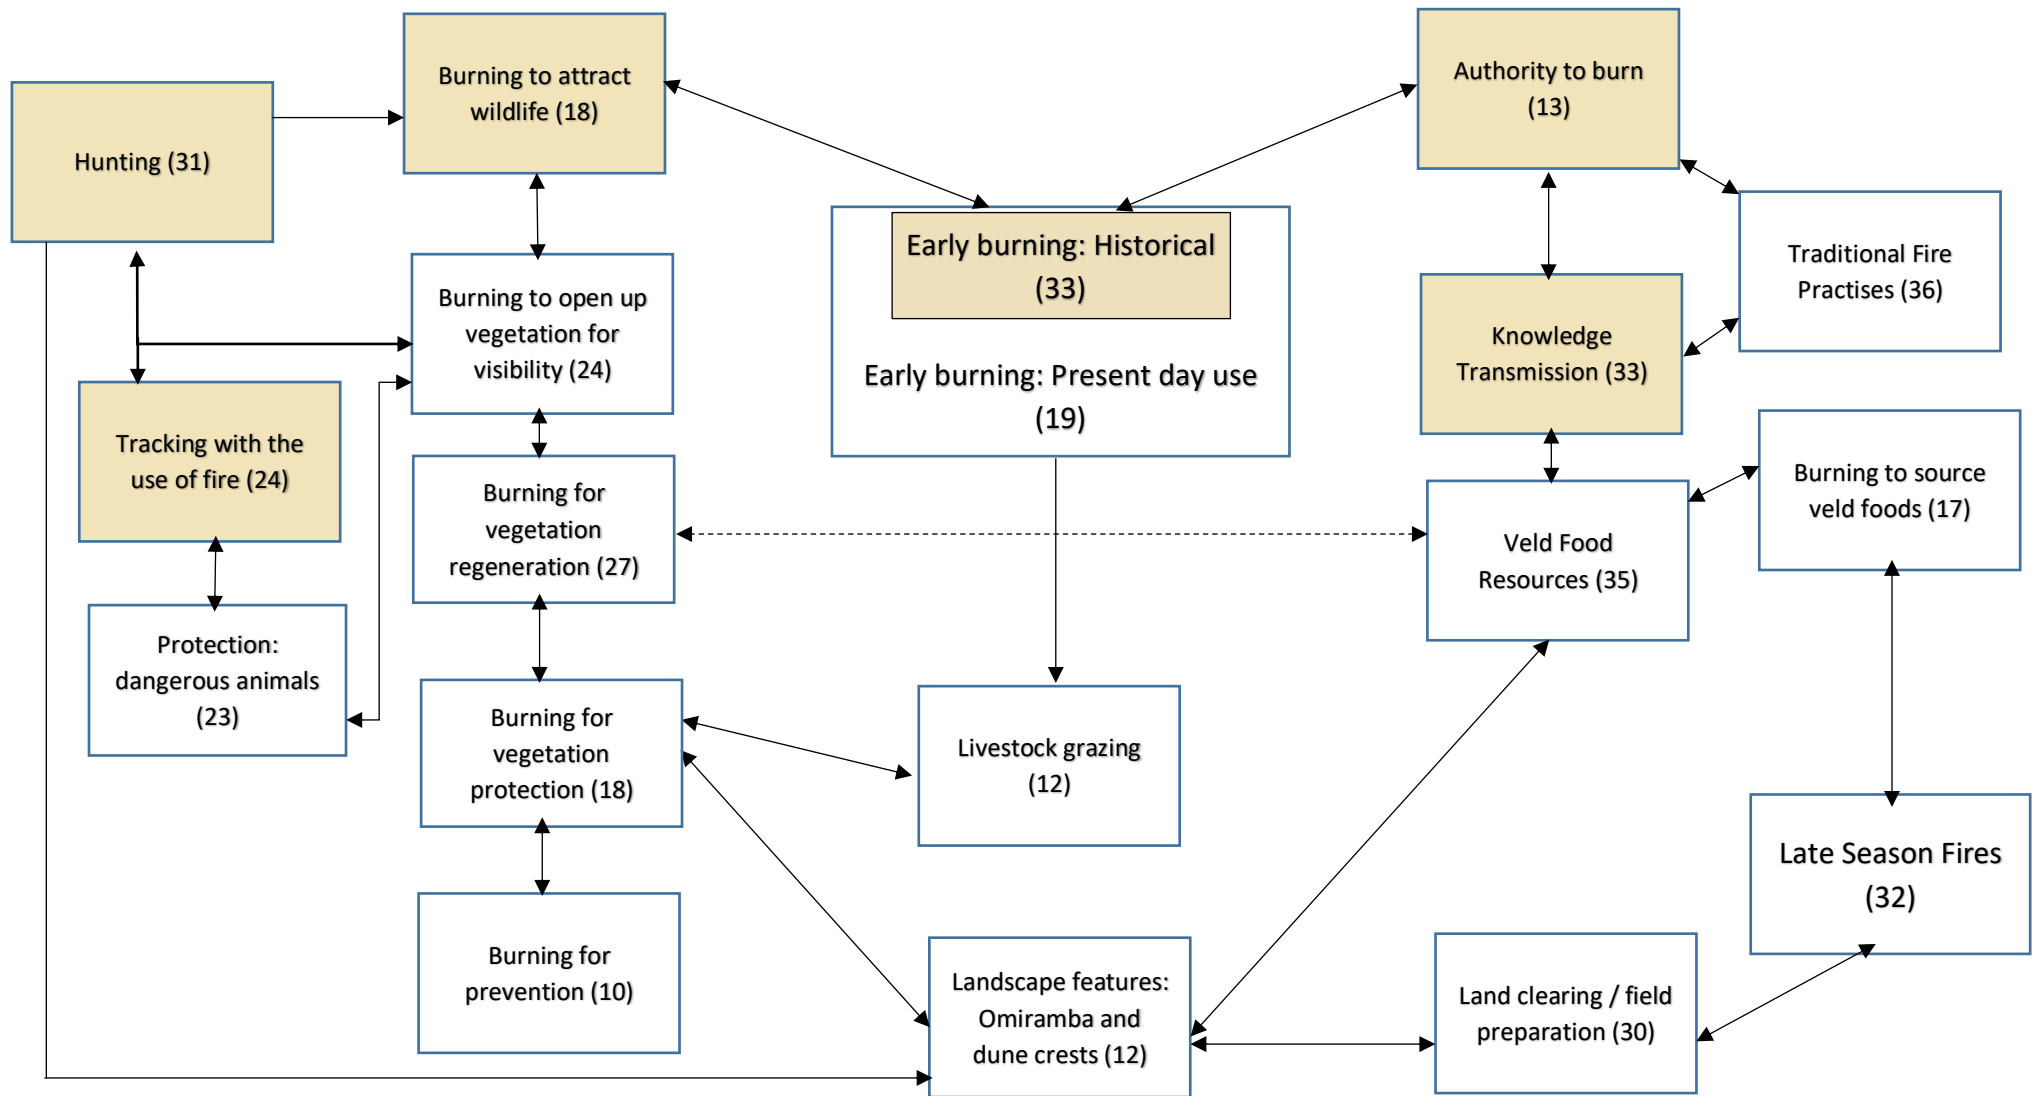 Burning to attract
wildlife (18)
Authority to burn
(13)
Hunting (31)
Early burning: Historical
(33)
Early burning: Present day use
(19)
Traditional Fire
Practises (36)
Burning to open up
vegetation for
visibility (24)
Knowledge
Transmission (33)
Tracking with the
use of fire (24)
Burning for
vegetation
regeneration (27)
Burning to source
veld foods (17)
Veld Food
Resources (35)
Protection:
dangerous animals
(23)
Burning for
vegetation
protection (18)
Livestock grazing
(12)
Late Season Fires
(32)
Burning for
prevention (10)
Landscape features:
Omiramba and
dune crests (12)
Land clearing / field
preparation (30)